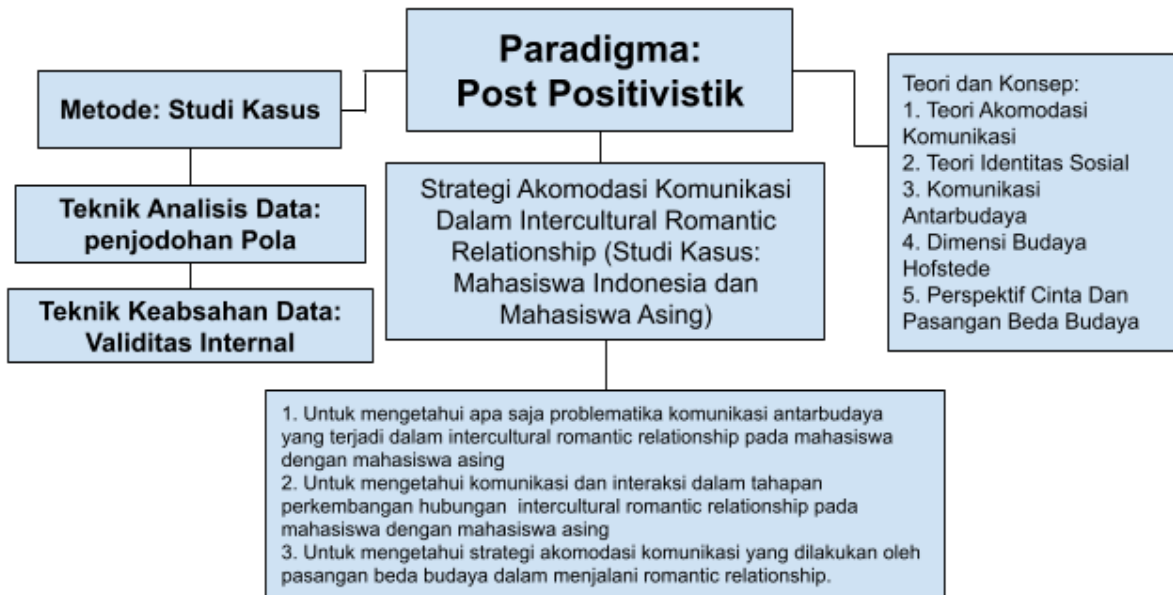 Paradigma:
Post Positivistik
Metode: Studi Kasus
Teknik Analisis Data:
penjodohan Pola
Teknik Keabsahan Data:
Validitas Internal
Strategi Akomodasi Komunikasi
Dalam Intercultural Romantic
Relationship (Studi Kasus:
Mahasiswa Indonesia dan
Mahasiswa Asing)
Teori dan Konsep:
1. Teori Akomodasi
Komunikasi
2. Teori Identitas Sosial
3. Komunikasi
Antarbudaya
4. Dimensi Budaya
Hofstede
5. Perspektif Cinta Dan
Pasangan Beda Budaya
1. Untuk mengetahui apa saja problematika komunikasi antarbudaya
yang terjadi dalam intercultural romantic relationship pada mahasiswa
dengan mahasiswa asing
2. Untuk mengetahui komunikasi dan interaksi dalam tahapan
perkembangan hubungan intercultural romantic relationship pada
mahasiswa dengan mahasiswa asing
3. Untuk mengetahui strategi akomodasi komunikasi yang dilakukan oleh
pasangan beda budaya dalam menjalani romantic relationship.